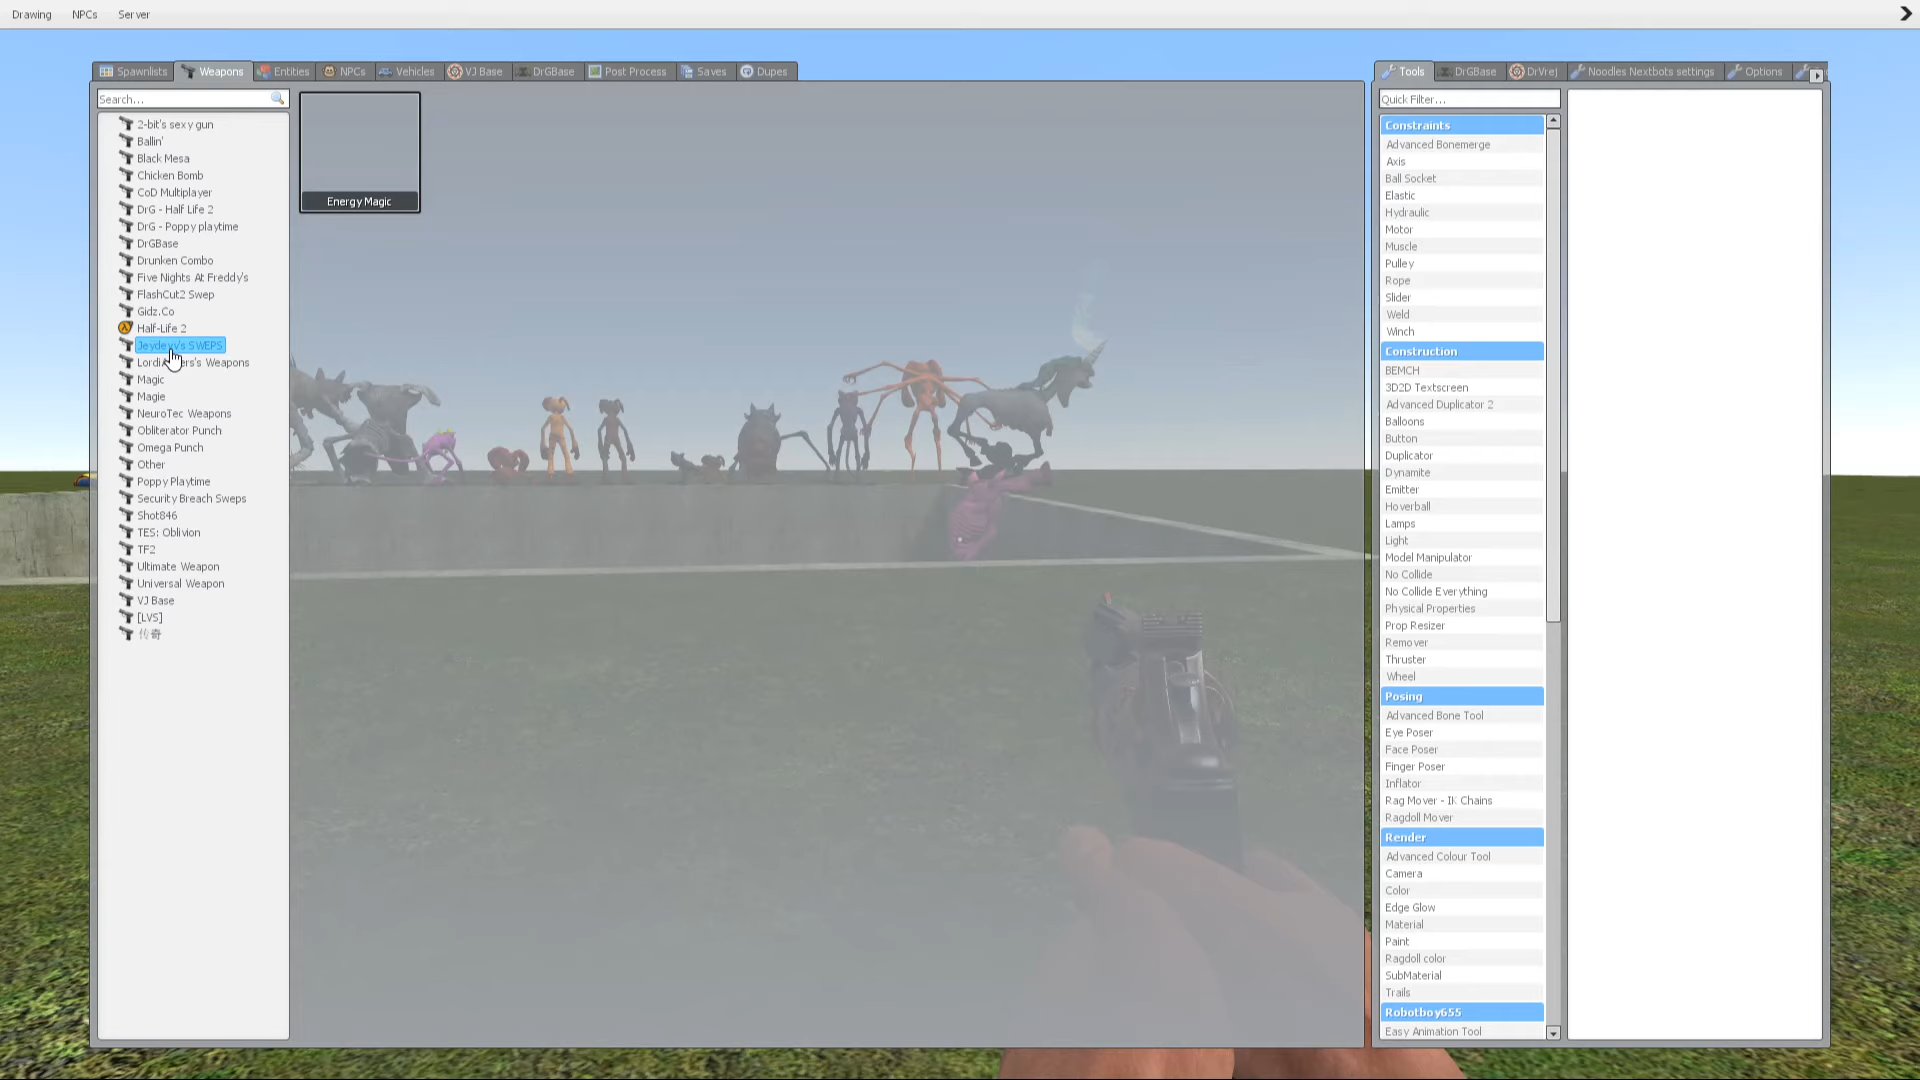 Drawing NPCs Server
Spawnlists Weapons Entities NPCs Vehicles VJ Base DrGBase Post Process Saves Dupes
Search...
2-bit's sexy gun
Ballin'
Black Mesa
Chicken Bomb
CoD Multiplayer
DrG - Half Life 2
DrG - Poppy playtime
DrGBase
Drunken Combo
Five Nights At Freddy's
FlashCut2 Swep
Gidz.Co
Half-Life 2
SWEPS
Weapons
Magic
Magie
NeuroTec Weapons
Obliterator Punch
Omega Punch
Other
Poppy Playtime
Security Breach Sweps
Shot846
TES: Oblivion
TF2
Ultimate Weapon
Universal Weapon
VJ Base
[LVS]
传奇
Energy Magic
Tools DrGBase DrVrej Noodles Nextbots settings Options
Quick Filter...
Constraints
Advanced Bonemerge
Axis
Ball Socket
Elastic
Hydraulic
Motor
Muscle
Pulley
Rope
Slider
Weld
Winch
Construction
BEMCH
3D2D Textscreen
Advanced Duplicator 2
Balloons
Button
Duplicator
Dynamite
Emitter
Hoverball
Lamps
Light
Model Manipulator
No Collide
No Collide Everything
Physical Properties
Prop Resizer
Remover
Thruster
Wheel
Posing
Advanced Bone Tool
Eye Poser
Face Poser
Finger Poser
Inflator
Rag Mover - IK Chains
Ragdoll Mover
Render
Advanced Colour Tool
Camera
Color
Edge Glow
Material
Paint
Ragdoll color
SubMaterial
Trails
Robotboy655
Easy Animation Tool